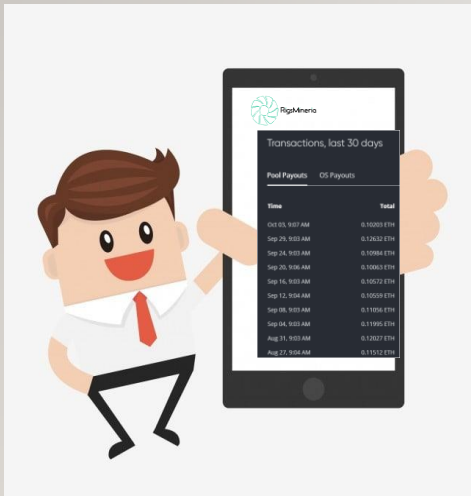 RigsMineria
Transactions, last 30 days
Pool Payouts OS Payouts
Time Total
Oct 03, 9:07 AM 0.10203 ETH
Sep 29, 9:03 AM 0.12632 ETH
Sep 24, 9:03 AM 0.10984 ETH
Sep 20, 9:06 AM 0.10063 ETH
Sep 16, 9:03 AM 0.10572 ETH
Sep 12, 9:04 AM 0.10559 ETH
Sep 08, 9:03 AM 0.11056 ETH
Sep 04, 9:03 AM 0.11995 ETH
Aug 31, 9:03 AM 0.12027 ETH
Aug 27, 9:04 AM 0.11512 ETH